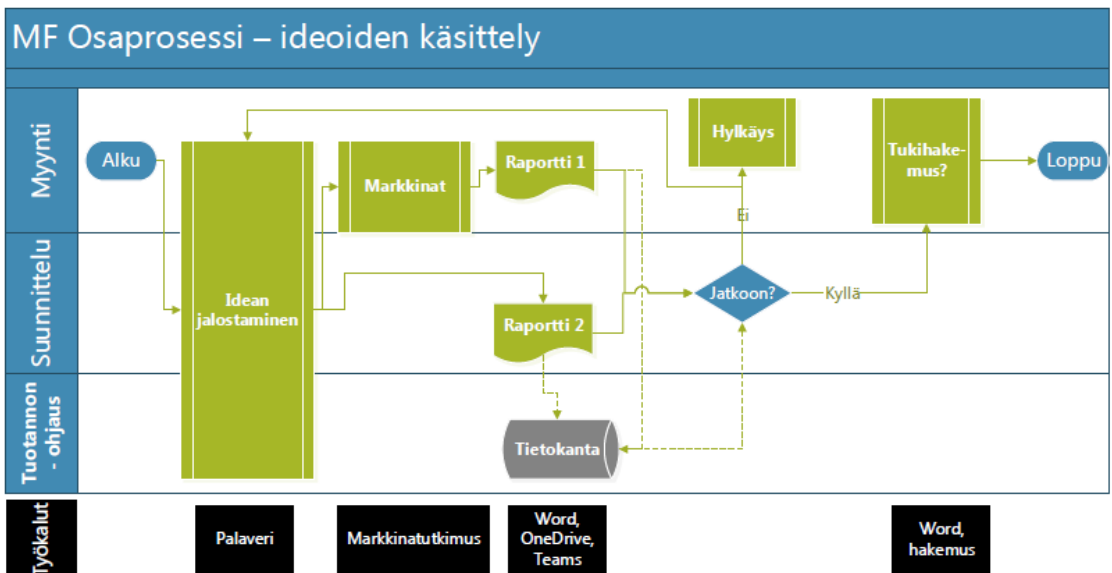 MF Osaprosessi – ideoiden käsittely
Myynti
Alku
Markkinat
Raportti 1
Hylkäys
Tukihake-
mus?
Loppu
Ei
Suunnittelu
Idean
jalostaminen
Raportti 2
Jatkoon?
Kyllä
Tuotannon
- ohjaus
Tietokanta
Työkalut
Palaveri
Markkinatutkimus
Word,
OneDrive,
Teams
Word,
hakemus